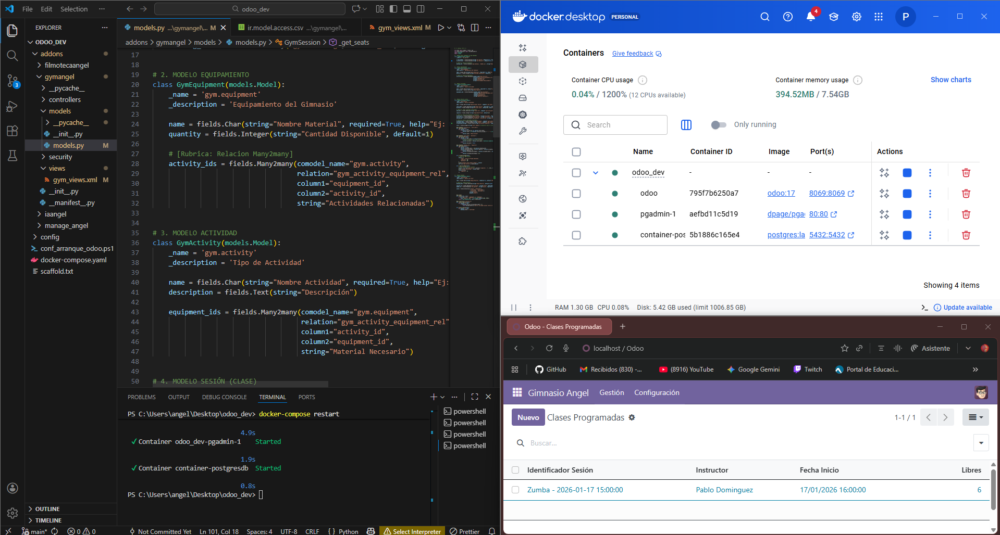 File Edit Selection ···
odoo_dev
EXPLORER ···
ODOO_DEV
addons
filmotecaangel
gymangel
__pycache__
controllers
models
__pycache__
__init__.py
models.py M
security
views
gym_views.xml M
__init__.py
__manifest__.py
iaangel
manage_angel
config
conf_arranque_odoo.ps1
docker-compose.yaml
scaffold.txt
OUTLINE
TIMELINE
models.py ...\gymangel\... M
ir.model.access.csv ...\gymangel\...
gym_views.xml M
addons > gymangel > models > models.py > GymSession > _get_seats
17
18
19 # 2. MODELO EQUIPAMIENTO
20 class GymEquipment(models.Model):
21 _name = 'gym.equipment'
22 _description = 'Equipamiento del Gimnasio'
23
24 name = fields.Char(string="Nombre Material", required=True, help="Ej:
25 quantity = fields.Integer(string="Cantidad Disponible", default=1)
26
27 # [Rubrica: Relacion Many2many]
28 activity_ids = fields.Many2many(comodel_name="gym.activity",
29 relation="gym_activity_equipment_rel",
30 column1="equipment_id",
31 column2="activity_id",
32 string="Actividades Relacionadas")
33
34
35 # 3. MODELO ACTIVIDAD
36 class GymActivity(models.Model):
37 _name = 'gym.activity'
38 _description = 'Tipo de Actividad'
39
40 name = fields.Char(string="Nombre Actividad", required=True, help="Ej:
41 description = fields.Text(string="Descripción")
42
43 equipment_ids = fields.Many2many(comodel_name="gym.equipment",
44 relation="gym_activity_equipment_rel"
45 column1="activity_id",
46 column2="equipment_id",
47 string="Material Necesario")
48
49
50 # 4. MODELO SESIÓN (CLASE)
PROBLEMS OUTPUT DEBUG CONSOLE TERMINAL PORTS
PS C:\Users\angel\Desktop\odoo_dev> docker-compose restart
4.9s
✓Container odoo_dev-pgadmin-1 Started
1.9s
✓Container container-postgresdb Started
0.8s
PS C:\Users\angel\Desktop\odoo_dev>
powershell
powershell
powershell
powershell
3
main* 0 0 Not Committed Yet Ln 101, Col 18 Spaces: 4 UTF-8 CRLF { } Python Select Interpreter Prettier
docker.desktop PERSONAL 4 P
Containers Give feedback
Container CPU usage
0.04% / 1200% (12 CPUs available)
Container memory usage
394.52MB / 7.54GB
Show charts
Search
Only running
Name Container ID Image Port(s) Actions
odoo_dev - - -
odoo 795f7b6250a7 odoo:17 8069:8069
pgadmin-1 aefbd11c5d19 dpage/pga 80:80
container-pos 5b1886c165e4 postgres:la 5432:5432
Showing 4 items
RAM 1.30 GB CPU 0.08% Disk: 5.42 GB used (limit 1006.85 GB)
Update available
Odoo - Clases Programadas
localhost / Odoo
Asistente
GitHub Recibidos (830) -... (8916) YouTube Google Gemini Twitch Portal de Educaci...
Gimnasio Angel Gestión Configuración
Nuevo Clases Programadas 1-1 / 1
Buscar...
Identificador Sesión Instructor Fecha Inicio Libres
Zumba - 2026-01-17 15:00:00 Pablo Dominguez 17/01/2026 16:00:00 6